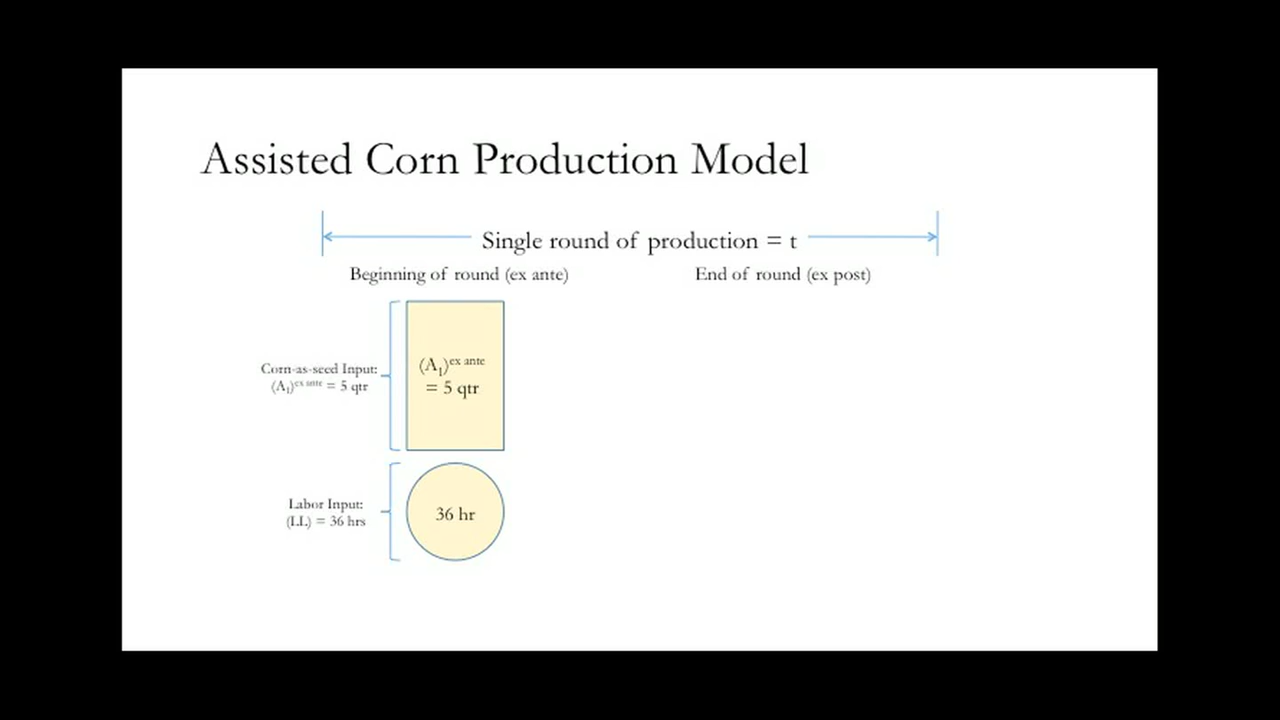 Assisted Corn Production Model
Single round of production = t
Beginning of round (ex ante)
End of round (ex post)
Corn-as-seed Input:
(A₁)ᵉˣ ᵃⁿᵗᵉ = 5 qtr
(A₁)ᵉˣ ᵃⁿᵗᵉ
= 5 qtr
Labor Input:
(LL) = 36 hrs
36 hr